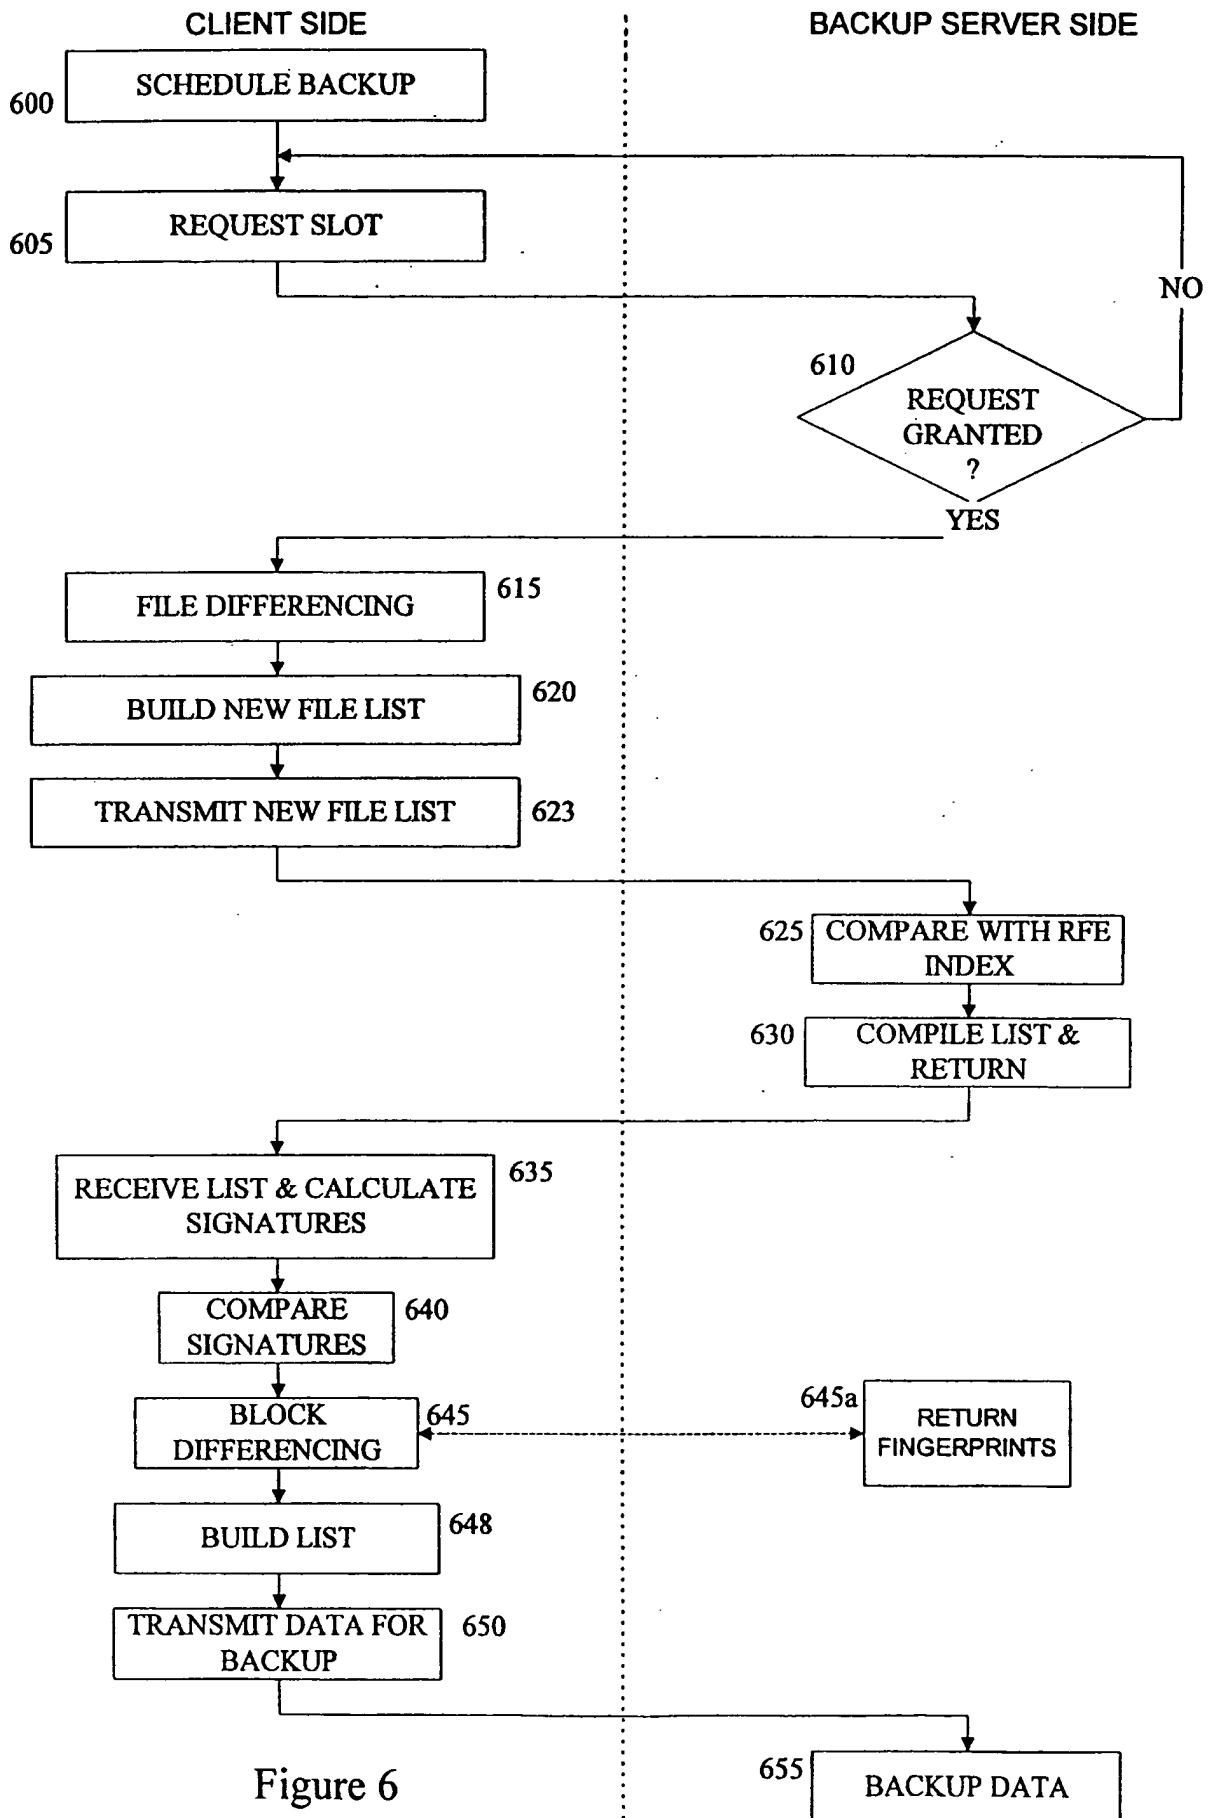 CLIENT SIDE
BACKUP SERVER SIDE
SCHEDULE BACKUP
600
REQUEST SLOT
605
NO
610
REQUEST
GRANTED
?
YES
615
FILE DIFFERENCING
620
BUILD NEW FILE LIST
TRANSMIT NEW FILE LIST
623
625
COMPARE WITH RFE
INDEX
630
COMPILE LIST &
RETURN
635
RECEIVE LIST & CALCULATE
SIGNATURES
COMPARE
SIGNATURES
640
645a
BLOCK
DIFFERENCING
645
RETURN
FINGERPRINTS
BUILD LIST
648
TRANSMIT DATA FOR
BACKUP
650
655
BACKUP DATA
Figure 6